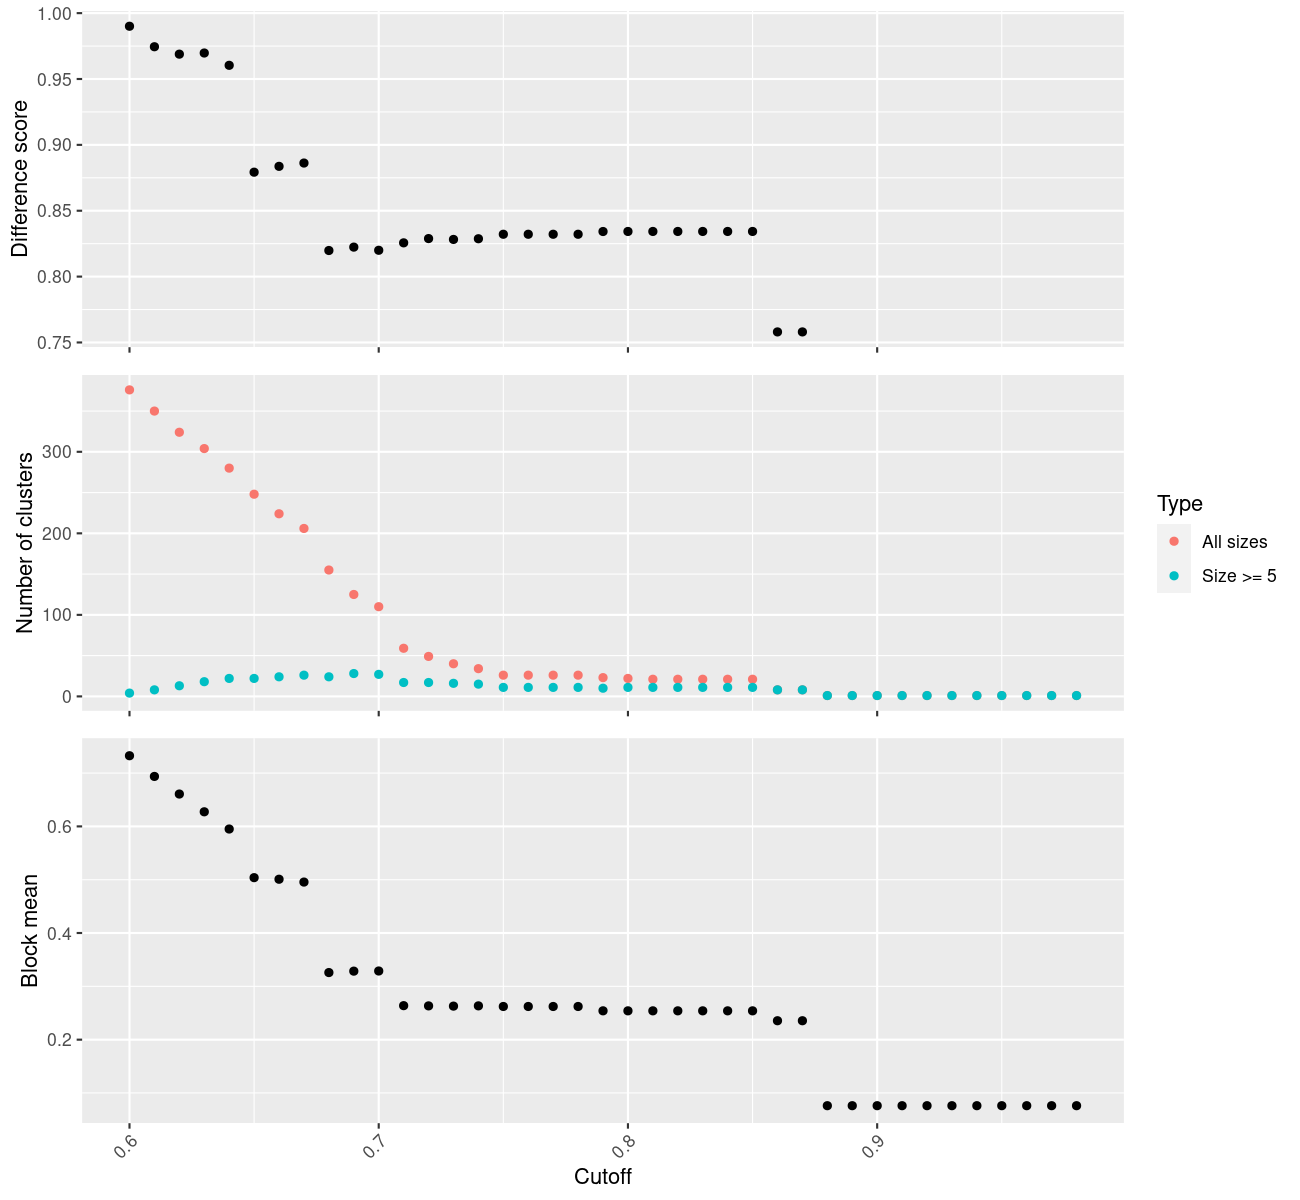 Difference score
1.00
0.95
0.90
0.85
0.80
0.75
Number of clusters
300
200
100
0
Type
All sizes
Size >= 5
Block mean
0.6
0.4
0.2
0.6 0.7 0.8 0.9
Cutoff